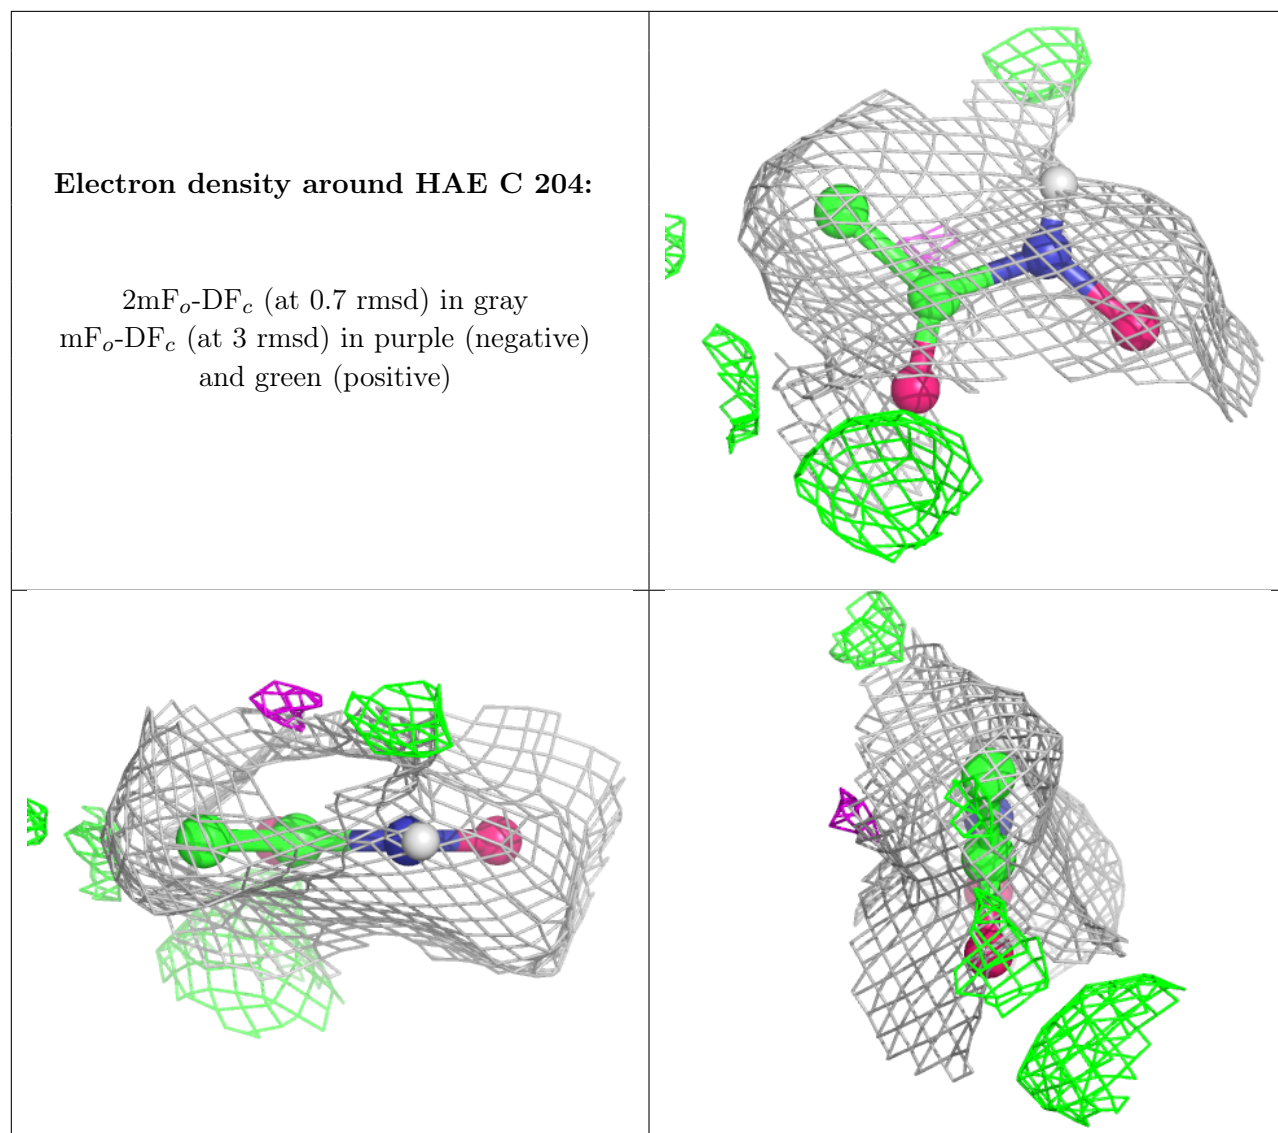 Electron density around HAE C 204:
2mFo-DFc (at 0.7 rmsd) in gray
mFo-DFc (at 3 rmsd) in purple (negative)
and green (positive)